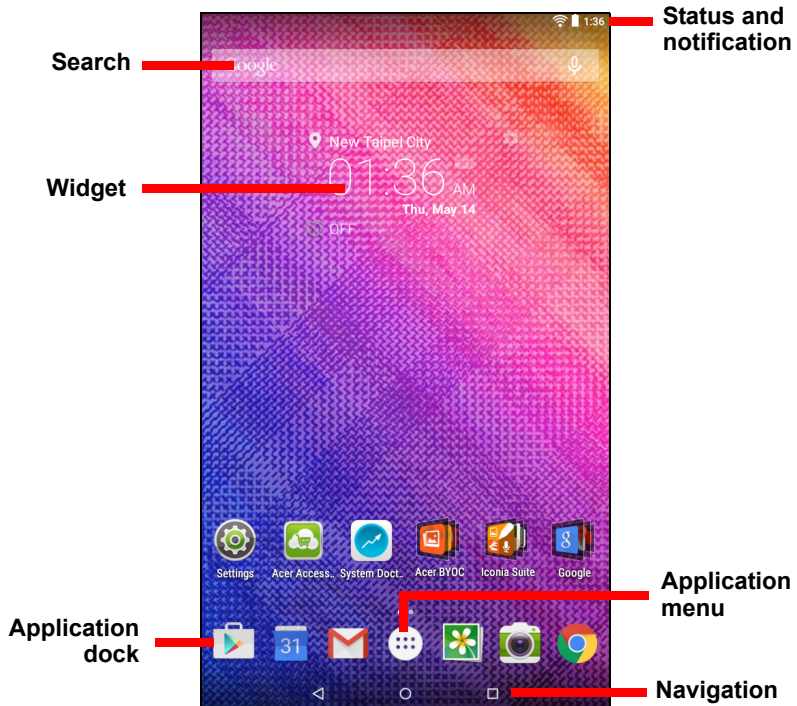 Status and
notification
1:36
Search
Google
New Taipei City
01:36 AM
Widget
Thu, May 14
OFF
Settings
Acer Access..
System Doct..
Acer BYOC
Iconia Suite
Google
8
Application
menu
Application
dock
31
Navigation